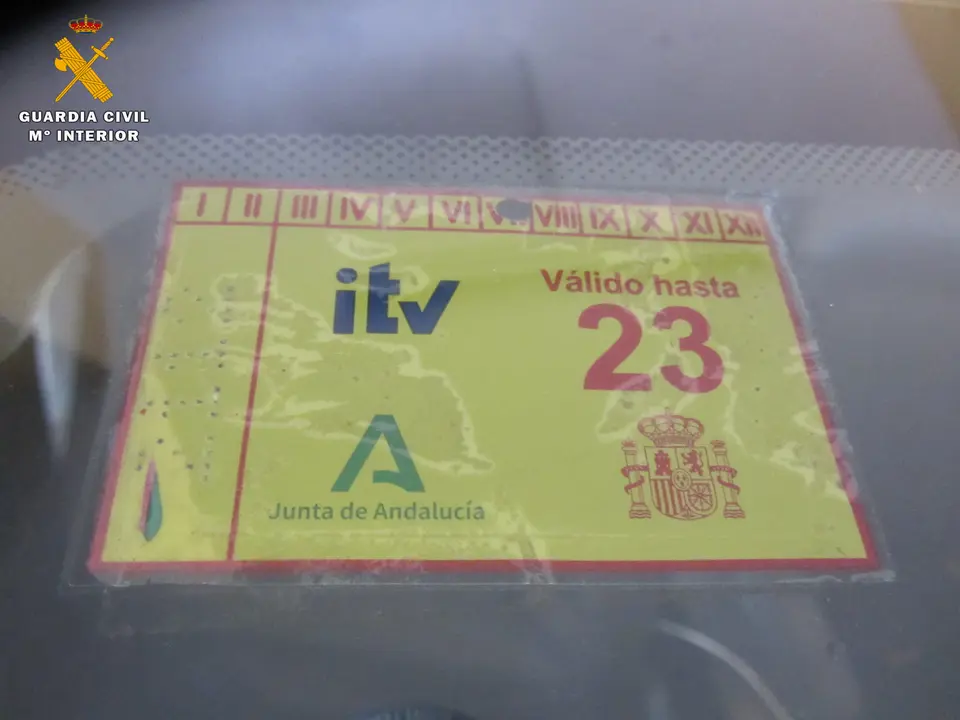 GUARDIA CIVIL
Mº INTERIOR
I II III IV V VI VIII IX X XI XII
itv
Válido hasta
23
Junta de Andalucía